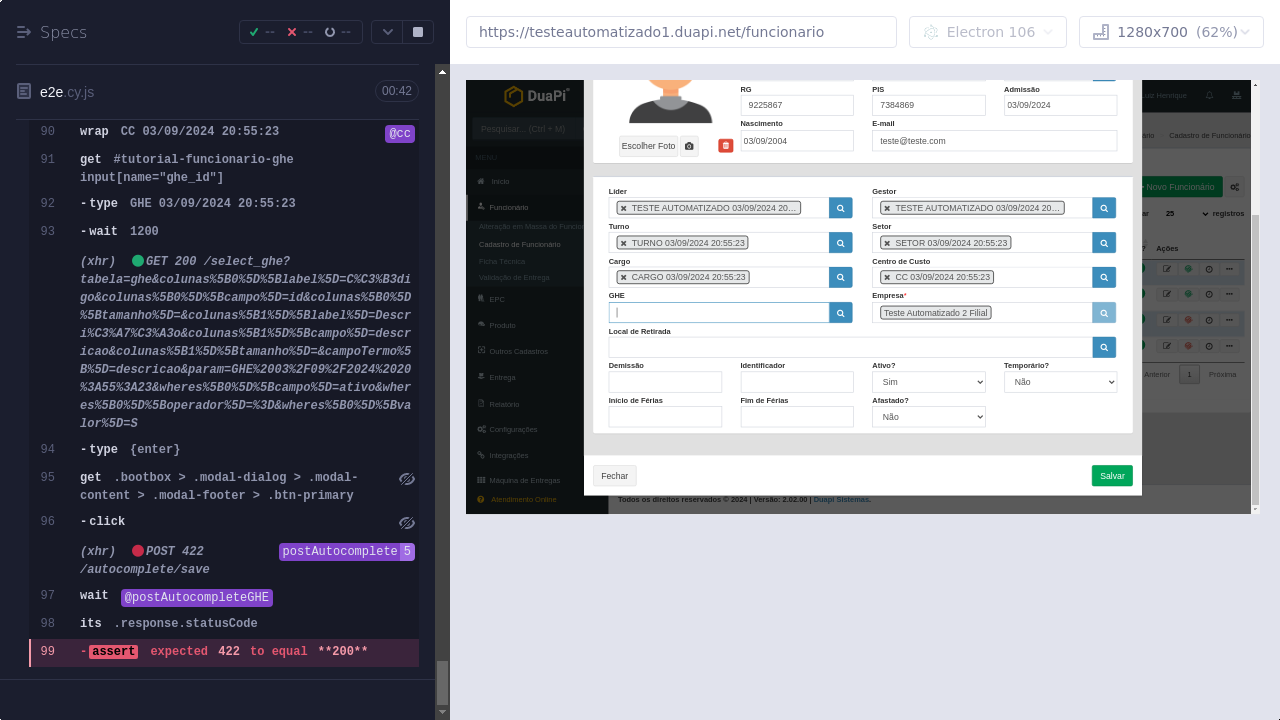 Specs
--
--
--
https://testeautomatizado1.duapi.net/funcionario
Electron 106
1280x700 (62%)
e2e.cy.js
00:42
90 wrap CC 03/09/2024 20:55:23 @cc
91 get #tutorial-funcionario-ghe
input[name="ghe_id"]
92 -type GHE 03/09/2024 20:55:23
93 -wait 1200
(xhr) GET 200 /select_ghe?
tabela=ghe&colunas%5B0%5D%5Blabel%5D=C%C3%B3di
go&colunas%5B0%5D%5Bcampo%5D=id&colunas%5B0%5D
%5Btamanho%5D=&colunas%5B1%5D%5Blabel%5D=Descr
i%C3%A7%C3%A3o&colunas%5B1%5D%5Bcampo%5D=descr
icao&colunas%5B1%5D%5Btamanho%5D=&campoTermo%5
B%5D=descricao&param=GHE%2003%2F09%2F2024%2020
%3A55%3A23&wheres%5B0%5D%5Bcampo%5D=ativo&wher
es%5B0%5D%5Boperador%5D=%3D&wheres%5B0%5D%5Bva
lor%5D=S
94 -type {enter}
95 get .bootbox > .modal-dialog > .modal-
content > .modal-footer > .btn-primary
96 -click
(xhr) POST 422 postAutocomplete 5
/autocomplete/save
97 wait @postAutocompleteGHE
98 its .response.statusCode
99 -assert expected 422 to equal **200**
DuaPi
Pesquisar... (Ctrl + M)
MENU
Início
Funcionário
Alteração em Massa de Funcion
Cadastro de Funcionário
Ficha Técnica
Validação de Entrega
EPC
Produto
Outros Cadastros
Entrega
Relatório
Configurações
Integrações
Máquina de Entregas
Atendimento Online
Escolher Foto
RG
9225867
PIS
7384869
Admissão
03/09/2024
Nascimento
03/09/2004
E-mail
teste@teste.com
Líder
TESTE AUTOMATIZADO 03/09/2024 20...
Gestor
TESTE AUTOMATIZADO 03/09/2024 20...
Turno
TURNO 03/09/2024 20:55:23
Setor
SETOR 03/09/2024 20:55:23
Cargo
CARGO 03/09/2024 20:55:23
Centro de Custo
CC 03/09/2024 20:55:23
GHE
Empresa*
Teste Automatizado 2 Filial
Local de Retirada
Demissão
Identificador
Ativo?
Sim
Temporário?
Não
Início de Férias
Fim de Férias
Afastado?
Não
Fechar
Salvar
Todos os direitos reservados © 2024 | Versão: 2.02.00 | Duapi Sistemas.
Luiz Henrique
Cadastro de Funcionário
Novo Funcionário
25 registros
Ações
Anterior 1 Próxima